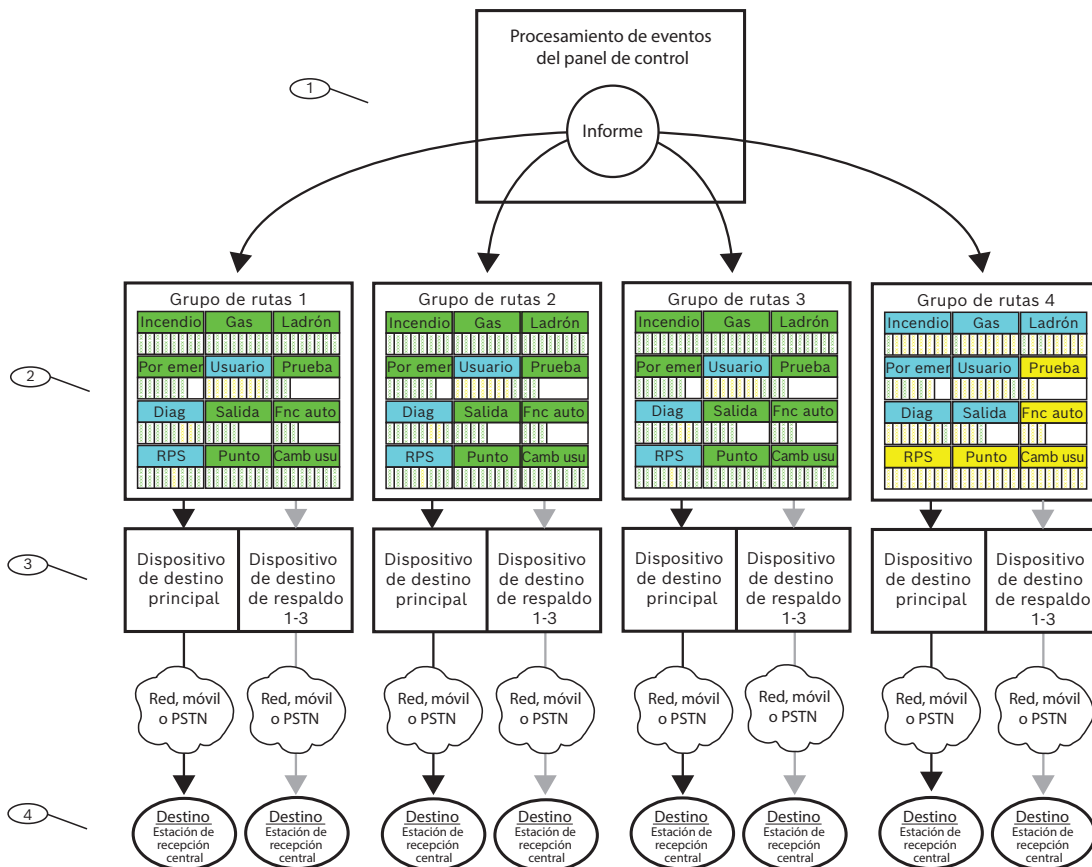 Procesamiento de eventos
del panel de control
1
Informe
Grupo de rutas 1
Incendio Gas Ladrón
Por emer Usuario Prueba
Diag Salida Fnc auto
RPS Punto Camb usu
Grupo de rutas 2
Incendio Gas Ladrón
Por emer Usuario Prueba
Diag Salida Fnc auto
RPS Punto Camb usu
Grupo de rutas 3
Incendio Gas Ladrón
Por emer Usuario Prueba
Diag Salida Fnc auto
RPS Punto Camb usu
Grupo de rutas 4
Incendio Gas Ladrón
Por emer Usuario Prueba
Diag Salida Fnc auto
RPS Punto Camb usu
2
3
Dispositivo
de destino
principal
Dispositivo
de destino
de respaldo
1-3
Dispositivo
de destino
principal
Dispositivo
de destino
de respaldo
1-3
Dispositivo
de destino
principal
Dispositivo
de destino
de respaldo
1-3
Dispositivo
de destino
principal
Dispositivo
de destino
de respaldo
1-3
Red, móvil
o PSTN
Red, móvil
o PSTN
Red, móvil
o PSTN
Red, móvil
o PSTN
Red, móvil
o PSTN
Red, móvil
o PSTN
Red, móvil
o PSTN
Red, móvil
o PSTN
4
Destino
Estación de
recepción
central
Destino
Estación de
recepción
central
Destino
Estación de
recepción
central
Destino
Estación de
recepción
central
Destino
Estación de
recepción
central
Destino
Estación de
recepción
central
Destino
Estación de
recepción
central
Destino
Estación de
recepción
central